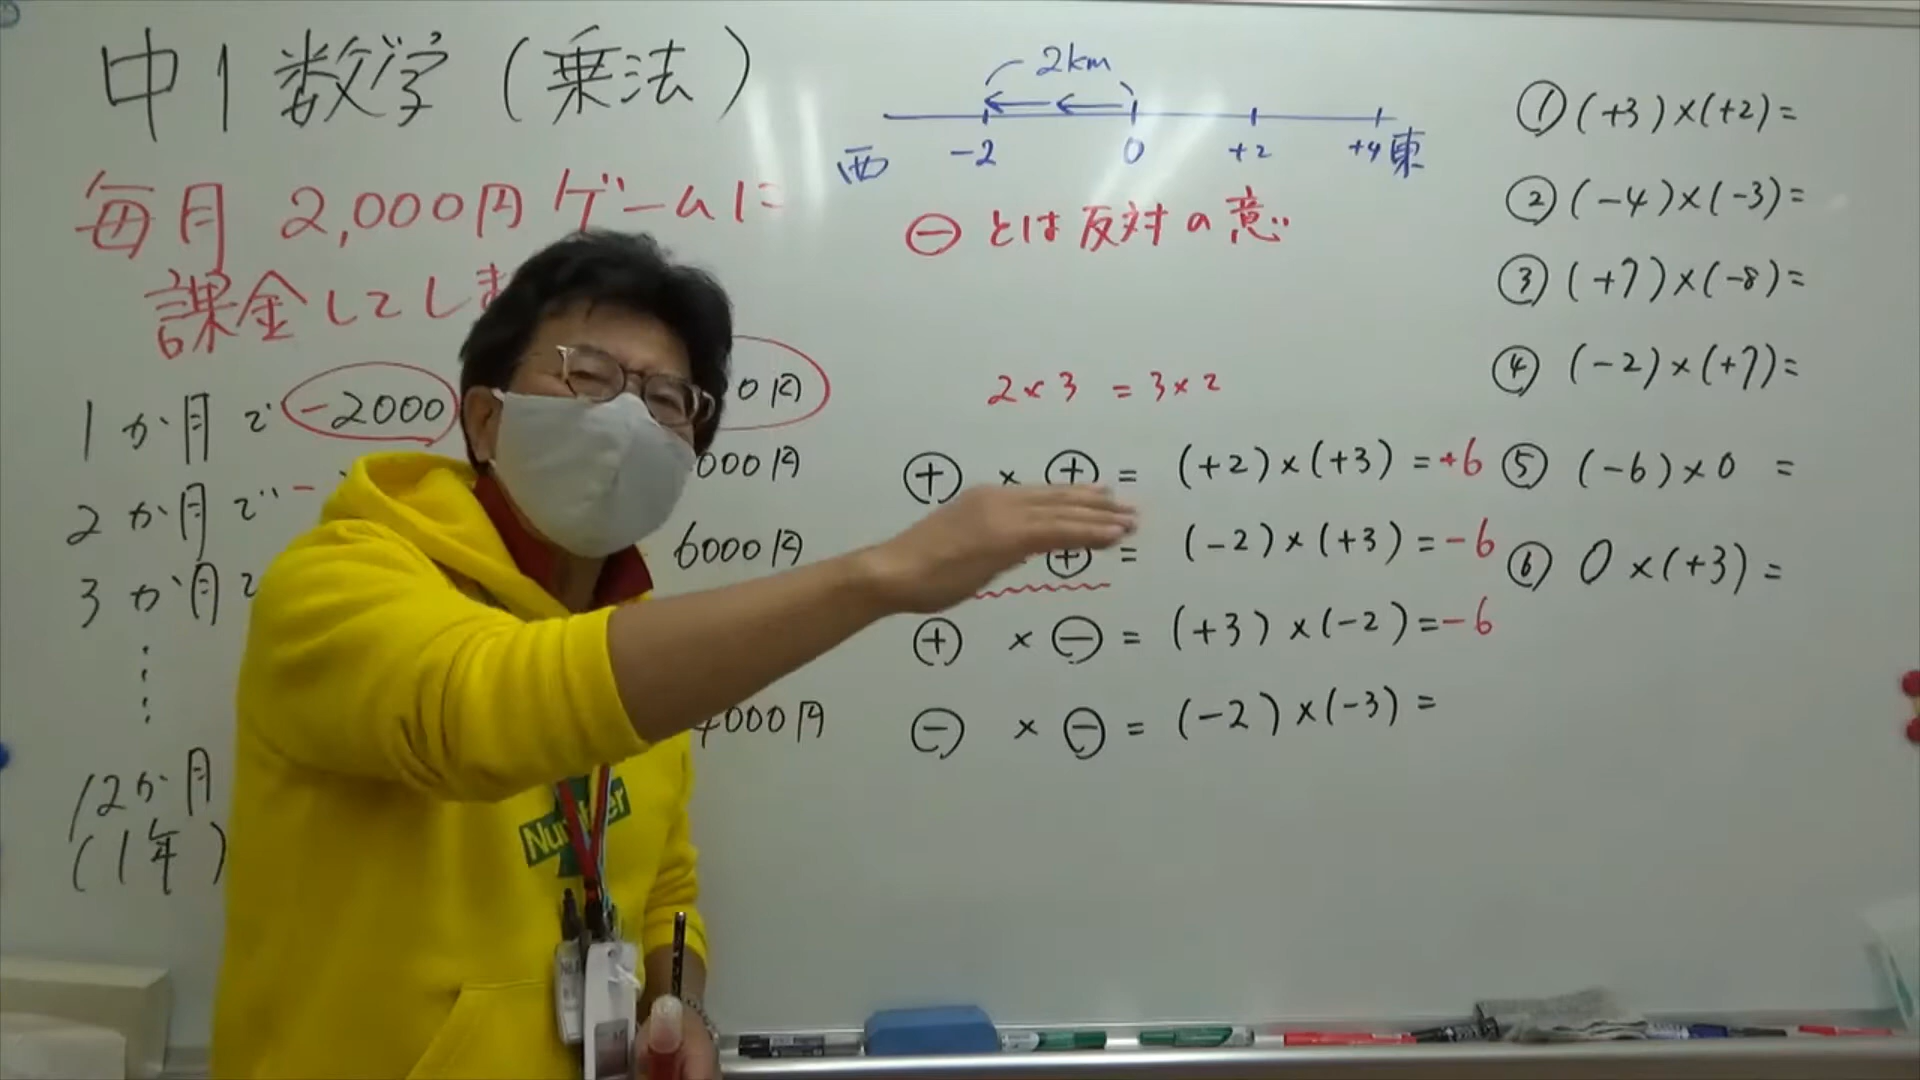 中1 数学（乗法）
毎月 2,000円 ゲームに
課金してし
1か月で -2000
0円
2か月で -
000円
3か月で
6000円
12か月
(1年)
4000円
2km
-2 0 +2 +4
西 東
⊖ とは 反対の意
2×3 = 3×2
⊕ × ⊕ = (+2)×(+3) = +6
⊕ = (-2)×(+3) = -6
⊕ × ⊖ = (+3)×(-2) = -6
⊖ × ⊖ = (-2)×(-3) =
① (+3)×(+2)=
② (-4)×(-3)=
③ (+7)×(-8)=
④ (-2)×(+7)=
⑤ (-6)×0 =
⑥ 0×(+3)=